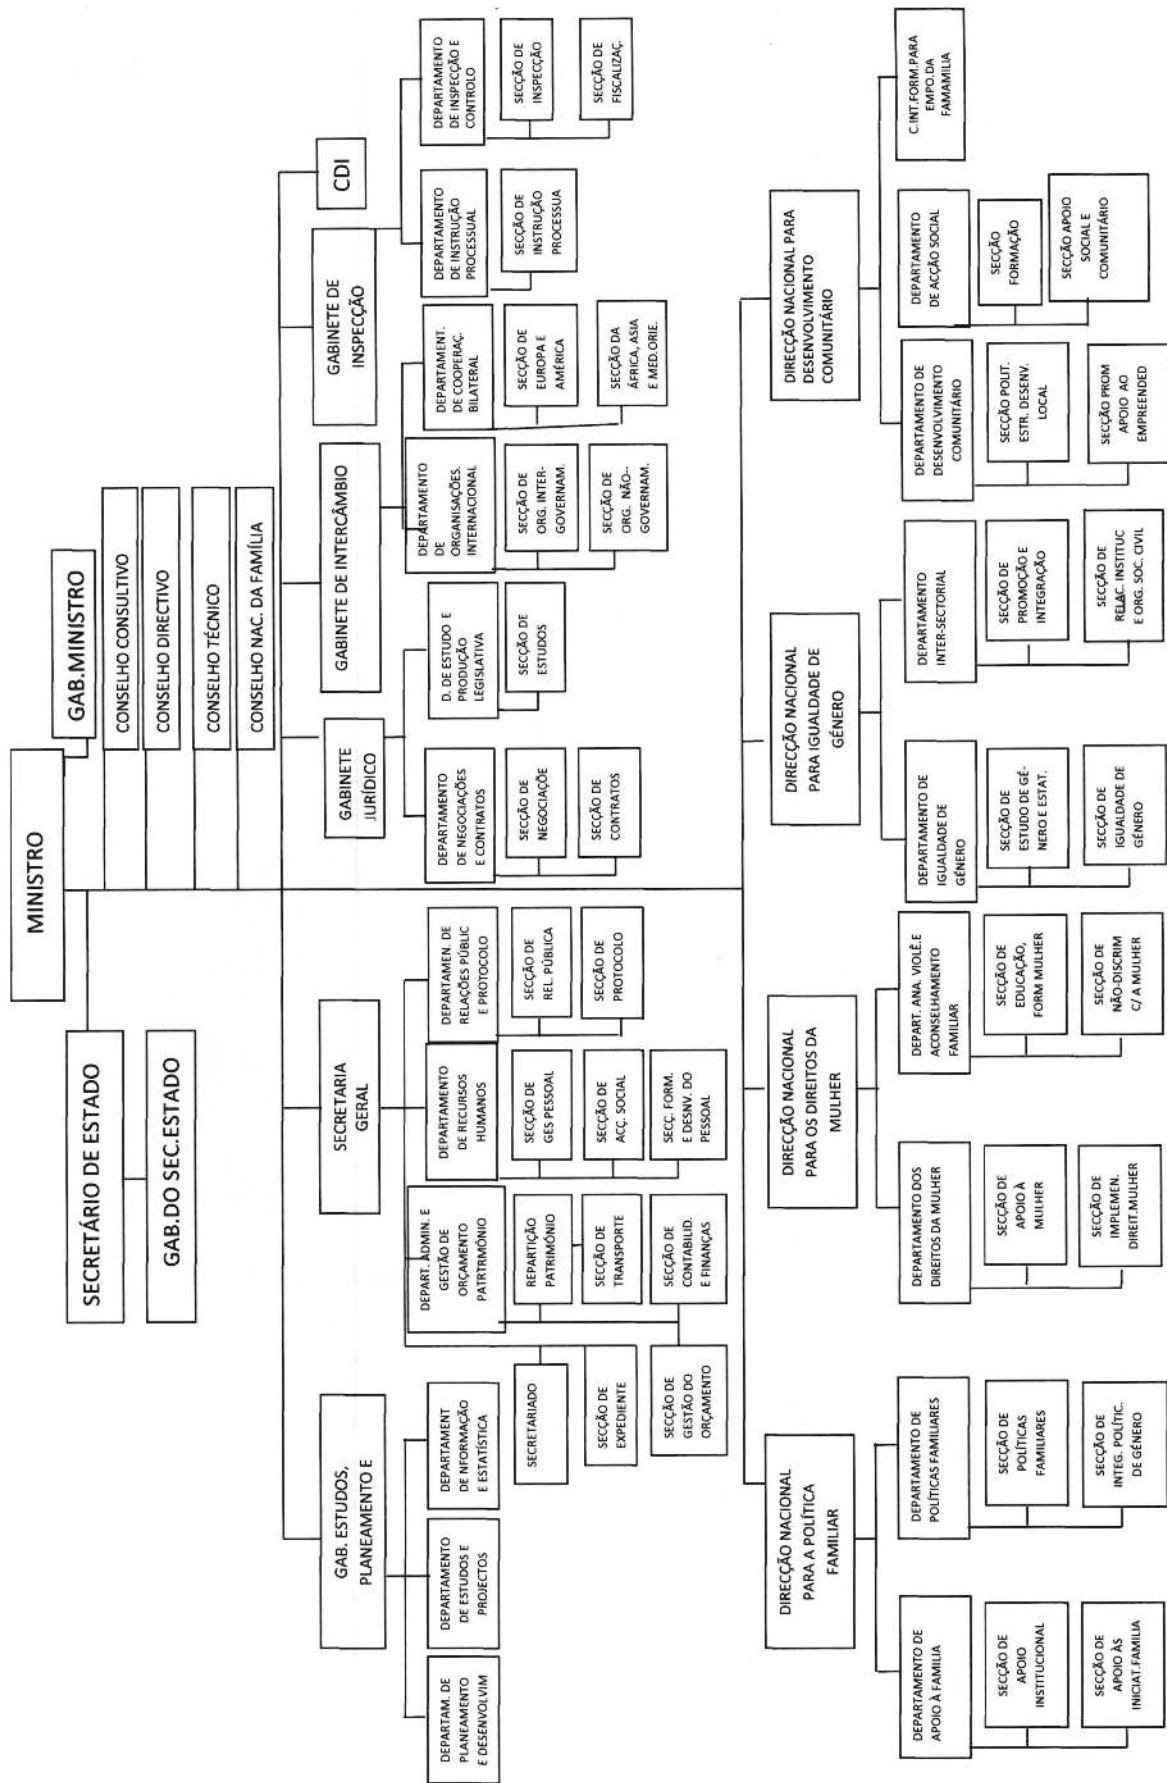 MINISTRO
GAB.MINISTRO
SECRETÁRIO DE ESTADO
GAB.DO SEC.ESTADO
CONSELHO CONSULTIVO
CONSELHO DIRECTIVO
CONSELHO TÉCNICO
CONSELHO NAC. DA FAMÍLIA
GAB. ESTUDOS,
PLANEAMENTO E
SECRETARIA
GERAL
GABINETE
JURÍDICO
GABINETE DE INTERCÂMBIO
GABINETE DE
INSPECÇÃO
CDI
DEPARTAM. DE
PLANEAMENTO
E DESENVOLVIM
DEPARTAMENTO
DE ESTUDOS E
PROJECTOS
DEPARTAMENT
DE NFORMAÇÃO
E ESTATÍSTICA
DEPART. ADMIN. E
GESTÃO DE
ORÇAMENTO
PATRTRMÓNIO
DEPARTAMENTO
DE RECURSOS
HUMANOS
DEPARTAMEN. DE
RELAÇÕES PÚBLIC
E PROTOCOLO
SECRETARIADO
SECÇÃO DE
EXPEDIENTE
SECÇÃO DE
GESTÃO DO
ORÇAMENTO
REPARTIÇÃO
PATRIMÓNIO
SECÇÃO DE
TRANSPORTE
SECÇÃO DE
CONTABILID.
E FINANÇAS
SECÇÃO DE
GES PESSOAL
SECÇÃO DE
ACÇ. SOCIAL
SECÇ. FORM.
E DESNV. DO
PESSOAL
SECÇÃO DE
REL. PÚBLICA
SECÇÃO DE
PROTOCOLO
DEPARTAMENTO
DE NEGOCIAÇÕES
E CONTRATOS
SECÇÃO DE
NEGOCIAÇÕE
SECÇÃO DE
CONTRATOS
D. DE ESTUDO E
PRODUÇÃO
LEGISLATIVA
SECÇÃO DE
ESTUDOS
DEPARTAMENTO
DE
ORGANISAÇÕES.
INTERNACIONAL
SECÇÃO DE
ORG. INTER-
GOVERNAM.
SECÇÃO DE
ORG. NÃO--
GOVERNAM.
DEPARTAMENT.
DE COOPERAÇ.
BILATERAL
SECÇÃO DE
EUROPA E
AMÉRICA
SECÇÃO DA
ÁFRICA, ASIA
E MED.ORIE.
DEPARTAMENTO
DE INSTRUÇÃO
PROCESSUAL
SECÇÃO DE
INSTRUÇÃO
PROCESSUA
DEPARTAMENTO
DE INSPECÇÃO E
CONTROLO
SECÇÃO DE
INSPECÇÃO
SECÇÃO DE
FISCALIZAÇ.
DIRECÇÃO NACIONAL
PARA A POLÍTICA
FAMILIAR
DIRECÇÃO NACIONAL
PARA OS DIREITOS DA
MULHER
DIRECÇÃO NACIONAL
PARA IGUALDADE DE
GÉNERO
DIRECÇÃO NACIONAL PARA
DESENVOLVIMENTO
COMUNITÁRIO
DEPARTAMENTO DE
APOIO À FAMILIA
SECÇÃO DE
APOIO
INSTITUCIONAL
SECÇÃO DE
APOIO ÀS
INICIAT.FAMILIA
DEPARTAMENTO DE
POLÍTICAS FAMILIARES
SECÇÃO DE
POLÍTICAS
FAMILIARES
SECÇÃO DE
INTEG. POLÍTIC.
DE GÉNERO
DEPARTAMENTO DOS
DIREITOS DA MULHER
SECÇÃO DE
APOIO À
MULHER
SECÇÃO DE
IMPLEMEN.
DIREIT.MULHER
DEPART. ANA. VIOLÊ.E
ACONSELHAMENTO
FAMILIAR
SECÇÃO DE
EDUCAÇÃO,
FORM MULHER
SECÇÃO DE
NÃO-DISCRIM
C/ A MULHER
DEPARTAMENTO DE
IGUALDADE DE
GÉNERO
SECÇÃO DE
ESTUDO DE GÉ-
NERO E ESTAT.
SECÇÃO DE
IGUALDADE DE
GÉNERO
DEPARTAMENTO
INTER-SECTORIAL
SECÇÃO DE
PROMOÇÃO E
INTEGRAÇÃO
SECÇÃO DE
RELAC. INSTITUC
E ORG. SOC. CIVIL
DEPARTAMENTO DE
DESENVOLVIMENTO
COMUNITÁRIO
SECÇÃO POLIT.
ESTR. DESENV.
LOCAL
SECÇÃO PROM
APOIO AO
EMPREENDED
DEPARTAMENTO
DE ACÇÃO SOCIAL
SECÇÃO
FORMAÇÃO
SECÇÃO APOIO
SOCIAL E
COMUNITÁRIO
C.INT.FORM.PARA
EMPO.DA
FAMAMILIA